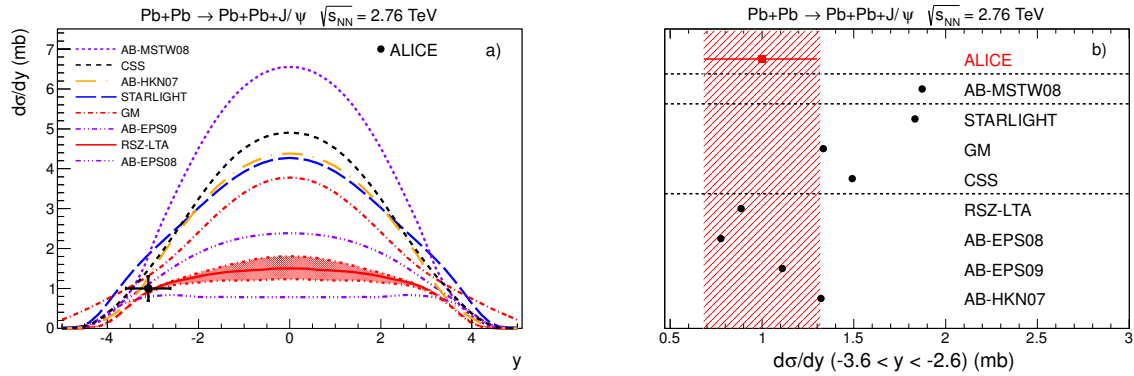 Pb+Pb → Pb+Pb+J/ψ √s_NN = 2.76 TeV
dσ/dy (mb)
7
6
5
4
3
2
1
0
AB-MSTW08
CSS
AB-HKN07
STARLIGHT
GM
AB-EPS09
RSZ-LTA
AB-EPS08
ALICE
a)
-4 -2 0 2 4
y
Pb+Pb → Pb+Pb+J/ψ √s_NN = 2.76 TeV
b)
ALICE
AB-MSTW08
STARLIGHT
GM
CSS
RSZ-LTA
AB-EPS08
AB-EPS09
AB-HKN07
0.5 1 1.5 2 2.5 3
dσ/dy (-3.6 < y < -2.6) (mb)